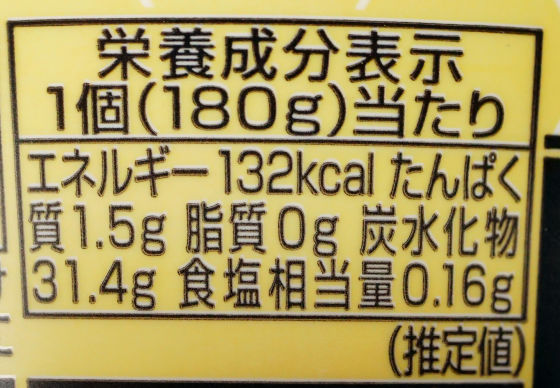 栄養成分表示
1個(180g)当たり
エネルギー132kcal たんぱく
質1.5g 脂質0g 炭水化物
31.4g 食塩相当量0.16g
(推定値)